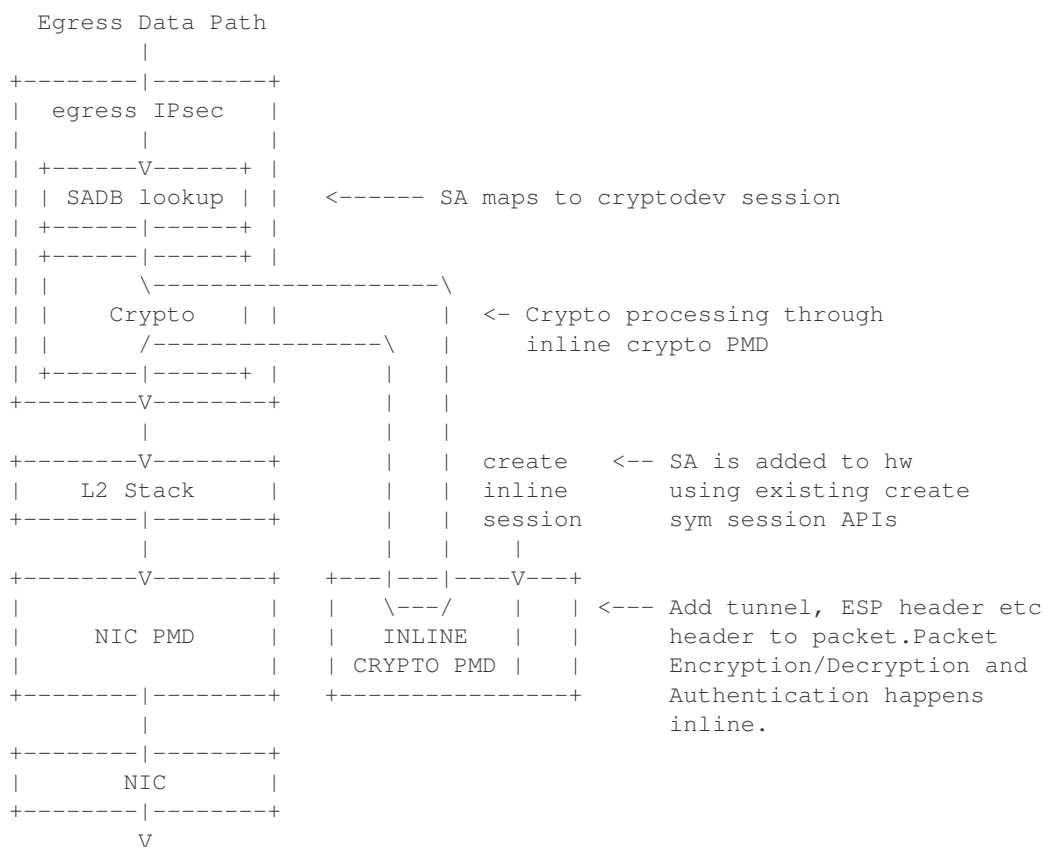 Egress Data Path
         |
+--------|--------+
|  egress IPsec   |
|        |        |
| +------V------+ |
| | SADB lookup | |   <------ SA maps to cryptodev session
| +------|------+ |
| +------|------+ |
| |      \--------------------\
| |    Crypto   | |           |  <- Crypto processing through
| |      /----------------\   |     inline crypto PMD
| +------|------+ |       |   |
+--------V--------+       |   |
         |                |   |
+--------V--------+       |   |  create   <-- SA is added to hw
|    L2 Stack     |       |   |  inline       using existing create
+--------|--------+       |   |  session      sym session APIs
         |                |   |    |
+--------V--------+   +---|---|----V---+
|                 |   |   \---/    |   | <--- Add tunnel, ESP header etc
|     NIC PMD     |   |   INLINE   |   |      header to packet.Packet
|                 |   | CRYPTO PMD |   |      Encryption/Decryption and
+--------|--------+   +----------------+      Authentication happens
         |                                    inline.
+--------|--------+
|       NIC       |
+--------|--------+
         V